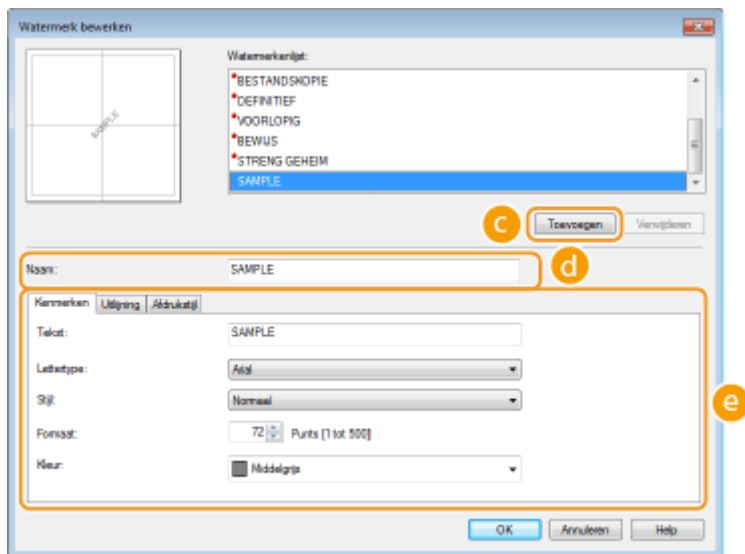 Watermerk bewerken
Watermerkenlijst:
*BESTANDSKOPIE
*DEFINITIEF
*VOORLOPIG
*BEWIJS
*STRENG GEHEIM
SAMPLE
SAMPLE
c
Toevoegen
Verwijderen
Naam:
SAMPLE
d
Kenmerken
Uitlijning
Afdrukstijl
Tekst:
SAMPLE
Lettertype:
Arial
Stijl:
Normaal
e
Formaat:
72
Punts [1 tot 500]
Kleur:
Middelgrijs
OK
Annuleren
Help